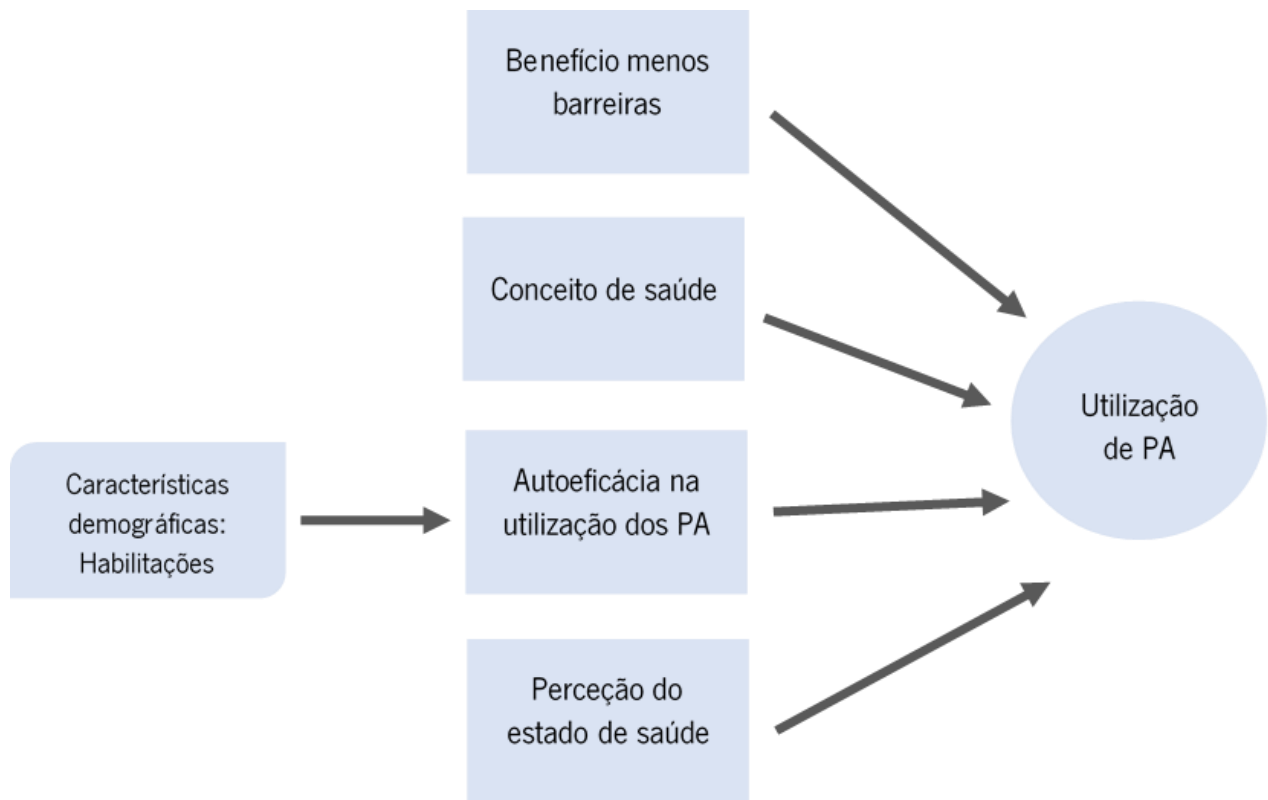 Benefício menos
barreiras
Conceito de saúde
Características
demográficas:
Habilitações
Autoeficácia na
utilização dos PA
Perceção do
estado de saúde
Utilização
de PA